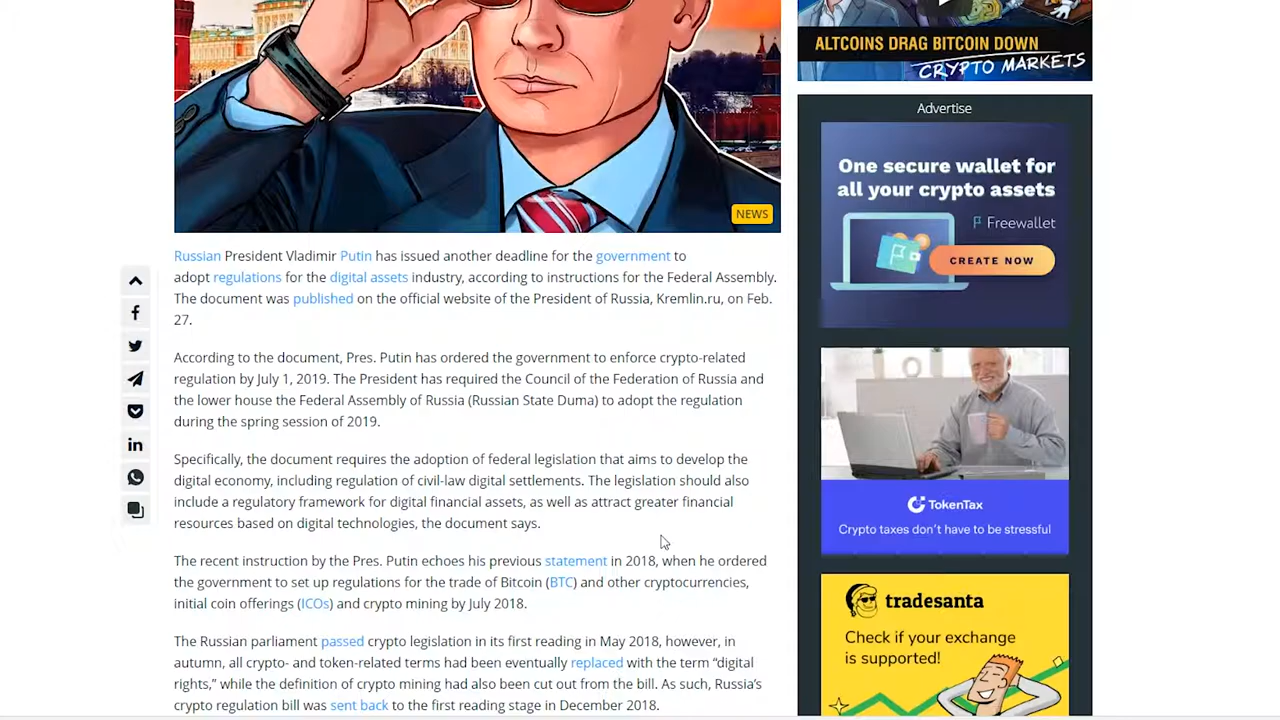 ALTCOINS DRAG BITCOIN DOWN
CRYPTO MARKETS
NEWS
Russian President Vladimir Putin has issued another deadline for the government to
adopt regulations for the digital assets industry, according to instructions for the Federal Assembly.
The document was published on the official website of the President of Russia, Kremlin.ru, on Feb.
27.
According to the document, Pres. Putin has ordered the government to enforce crypto-related
regulation by July 1, 2019. The President has required the Council of the Federation of Russia and
the lower house the Federal Assembly of Russia (Russian State Duma) to adopt the regulation
during the spring session of 2019.
Specifically, the document requires the adoption of federal legislation that aims to develop the
digital economy, including regulation of civil-law digital settlements. The legislation should also
include a regulatory framework for digital financial assets, as well as attract greater financial
resources based on digital technologies, the document says.
The recent instruction by the Pres. Putin echoes his previous statement in 2018, when he ordered
the government to set up regulations for the trade of Bitcoin (BTC) and other cryptocurrencies,
initial coin offerings (ICOs) and crypto mining by July 2018.
The Russian parliament passed crypto legislation in its first reading in May 2018, however, in
autumn, all crypto- and token-related terms had been eventually replaced with the term “digital
rights,” while the definition of crypto mining had also been cut out from the bill. As such, Russia’s
crypto regulation bill was sent back to the first reading stage in December 2018.
Advertise
One secure wallet for
all your crypto assets
Freewallet
CREATE NOW
TokenTax
Crypto taxes don’t have to be stressful
tradesanta
Check if your exchange
is supported!